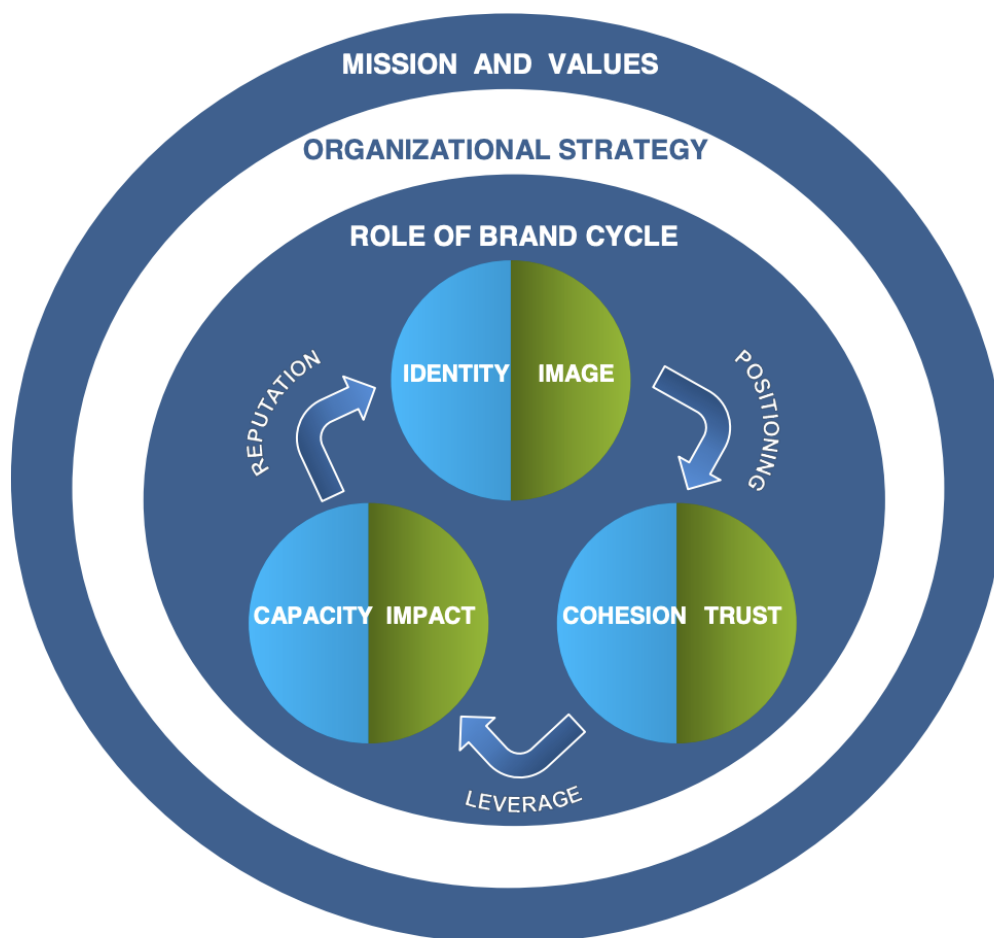 MISSION AND VALUES
ORGANIZATIONAL STRATEGY
ROLE OF BRAND CYCLE
IDENTITY IMAGE
REPUTATION
POSITIONING
CAPACITY IMPACT
COHESION TRUST
LEVERAGE